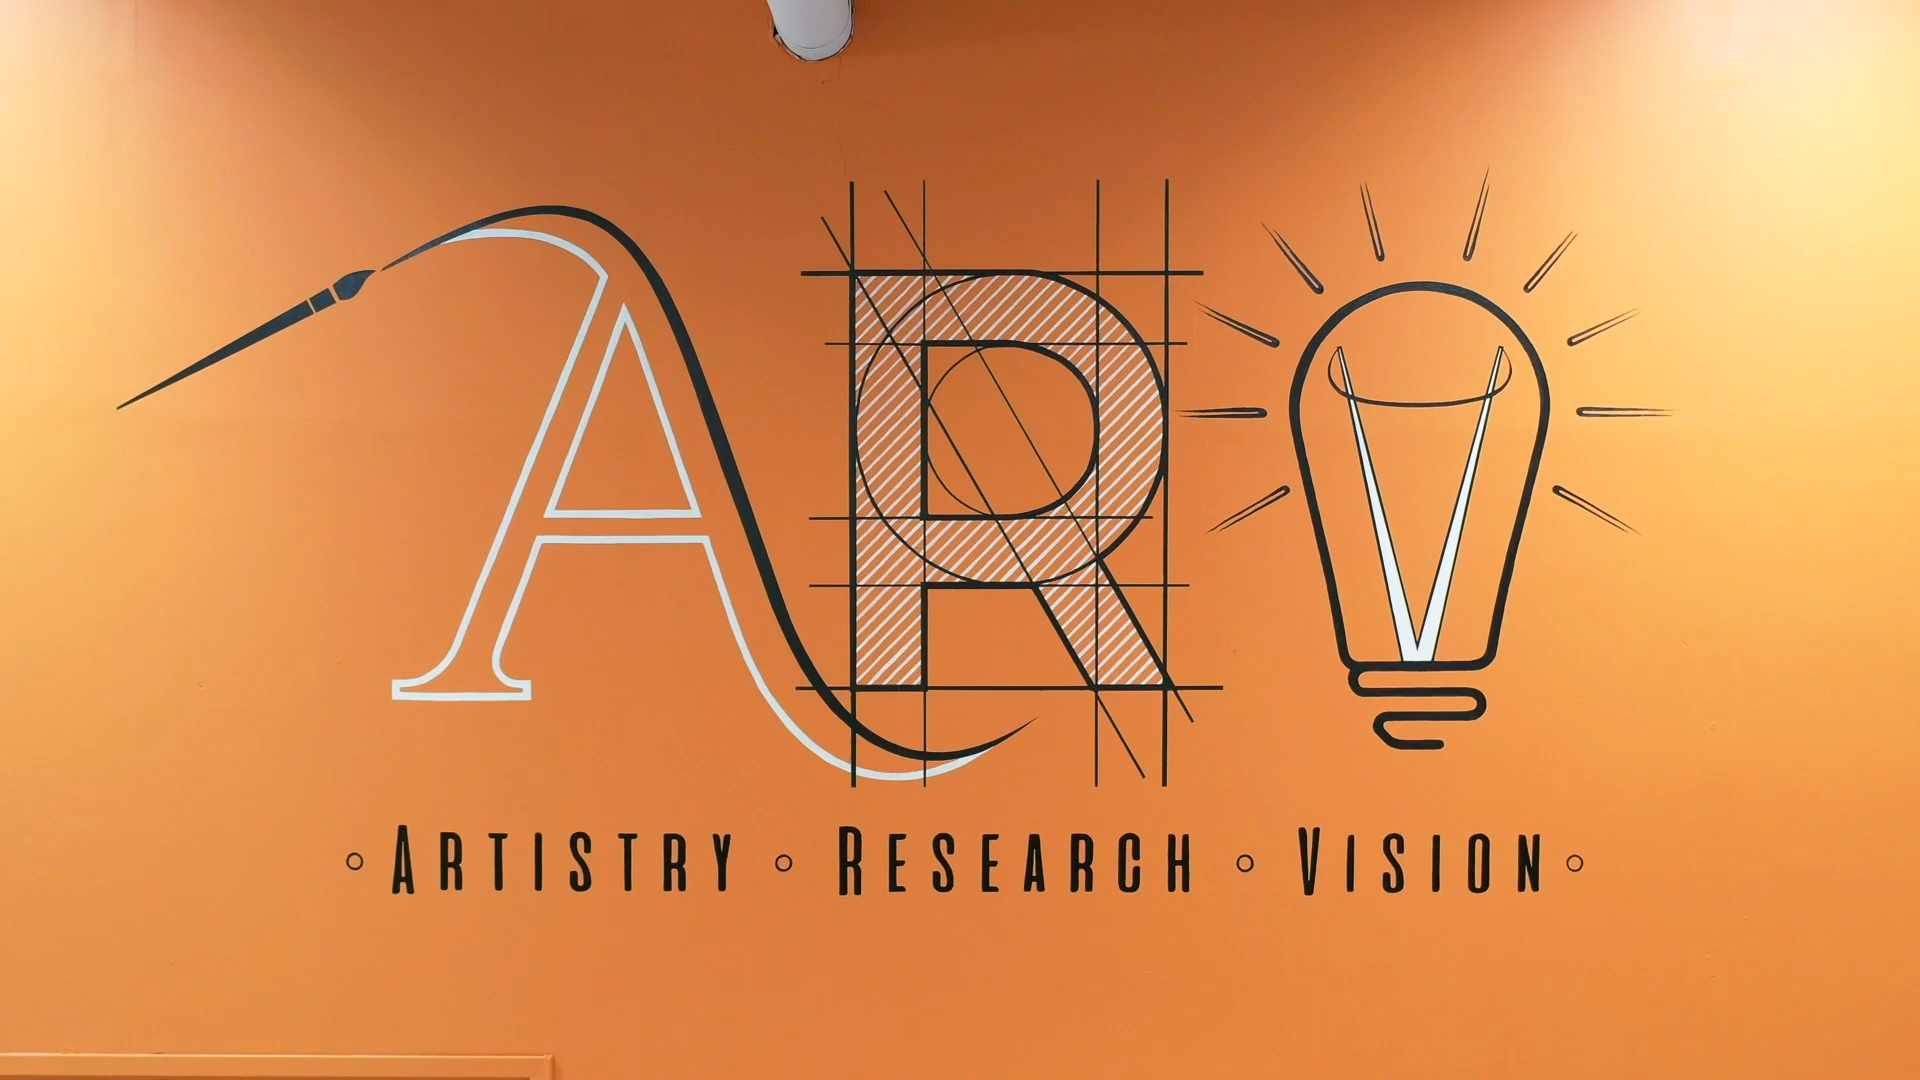 ARV
◦ ARTISTRY ◦ RESEARCH ◦ VISION ◦